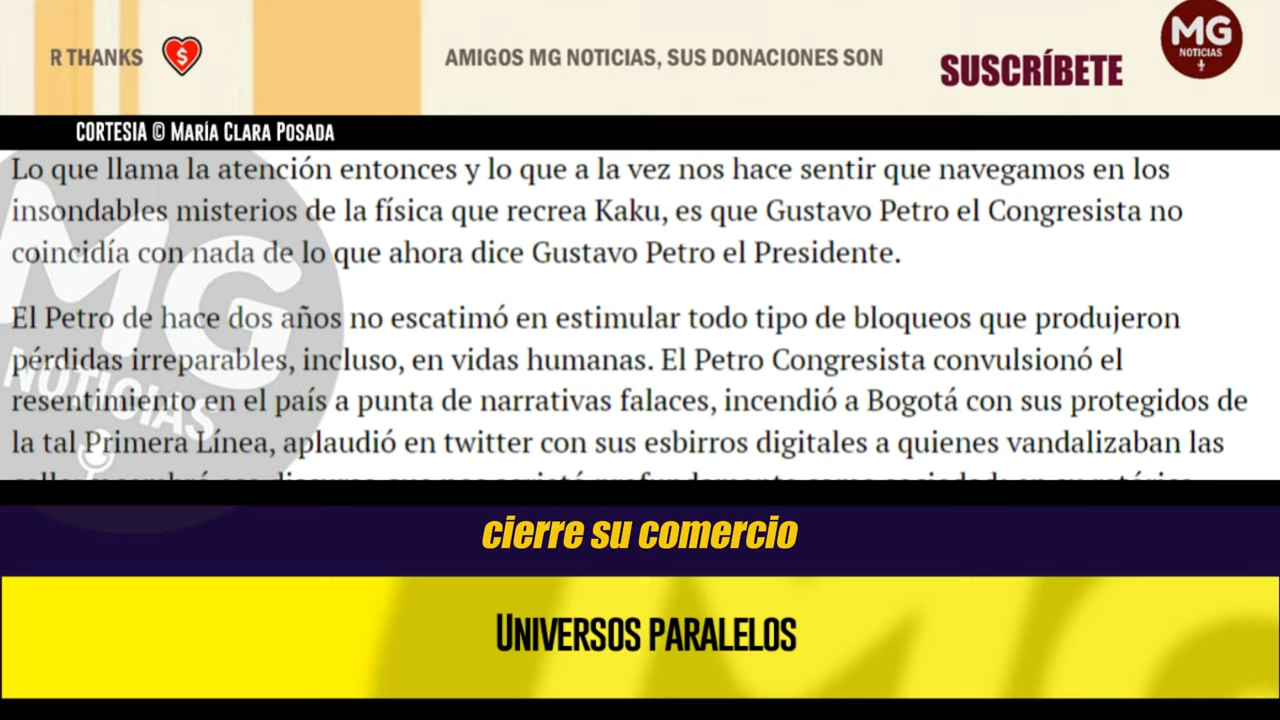 R THANKS
AMIGOS MG NOTICIAS, SUS DONACIONES SON
SUSCRÍBETE
MG
NOTICIAS
CORTESIA © MARÍA CLARA POSADA
Lo que llama la atención entonces y lo que a la vez nos hace sentir que navegamos en los
insondables misterios de la física que recrea Kaku, es que Gustavo Petro el Congresista no
coincidía con nada de lo que ahora dice Gustavo Petro el Presidente.
El Petro de hace dos años no escatimó en estimular todo tipo de bloqueos que produjeron
pérdidas irreparables, incluso, en vidas humanas. El Petro Congresista convulsionó el
resentimiento en el país a punta de narrativas falaces, incendió a Bogotá con sus protegidos de
la tal Primera Línea, aplaudió en twitter con sus esbirros digitales a quienes vandalizaban las
MG
NOTICIAS
cierre su comercio
UNIVERSOS PARALELOS